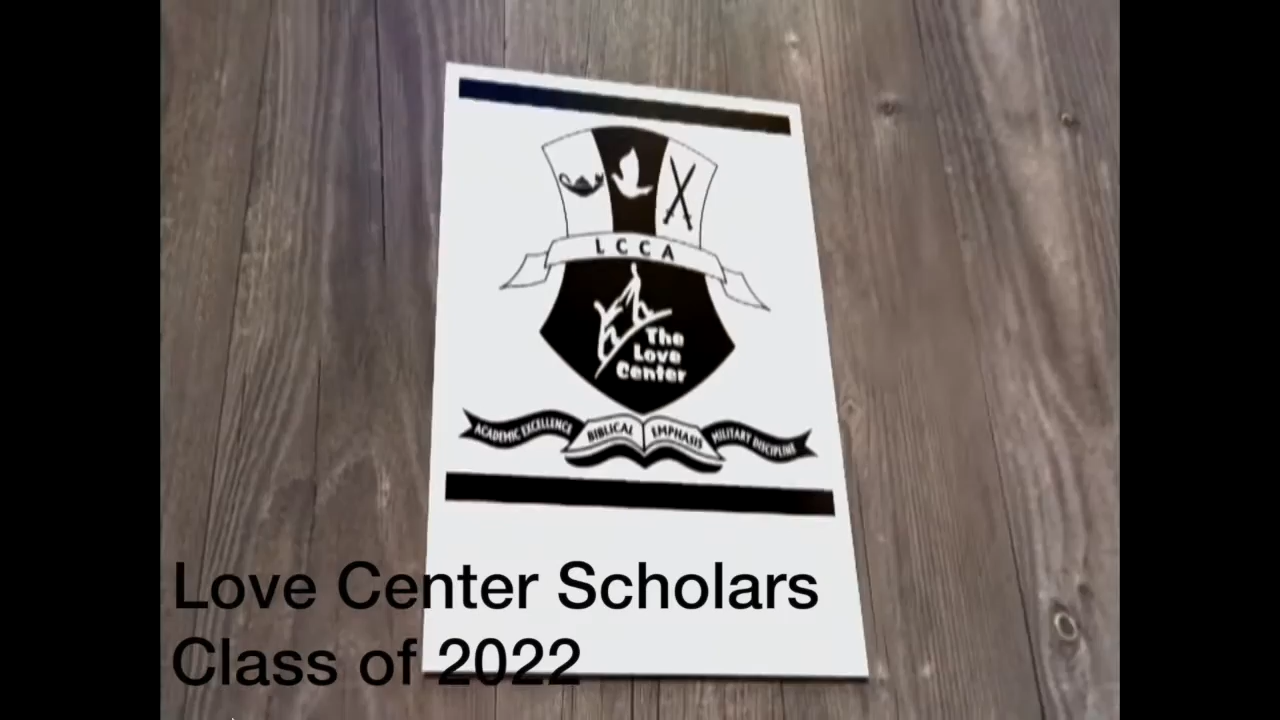 LCCA
The
Love
Center
ACADEMIC EXCELLENCE BIBLICAL EMPHASIS MILITARY DISCIPLINE
Love Center Scholars
Class of 2022